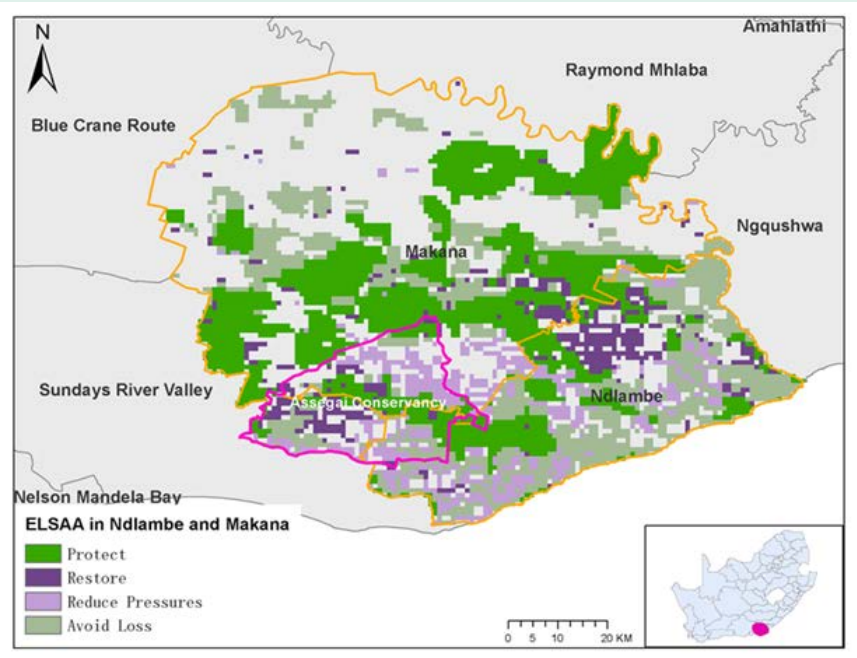 Amahlathi
N
Raymond Mhlaba
Blue Crane Route
Ngqushwa
Makana
Sundays River Valley
Ndlambe
Assegai Conservancy
Nelson Mandela Bay
ELSAA in Ndlambe and Makana
Protect
Restore
Reduce Pressures
Avoid Loss
0 5 10 20 KM